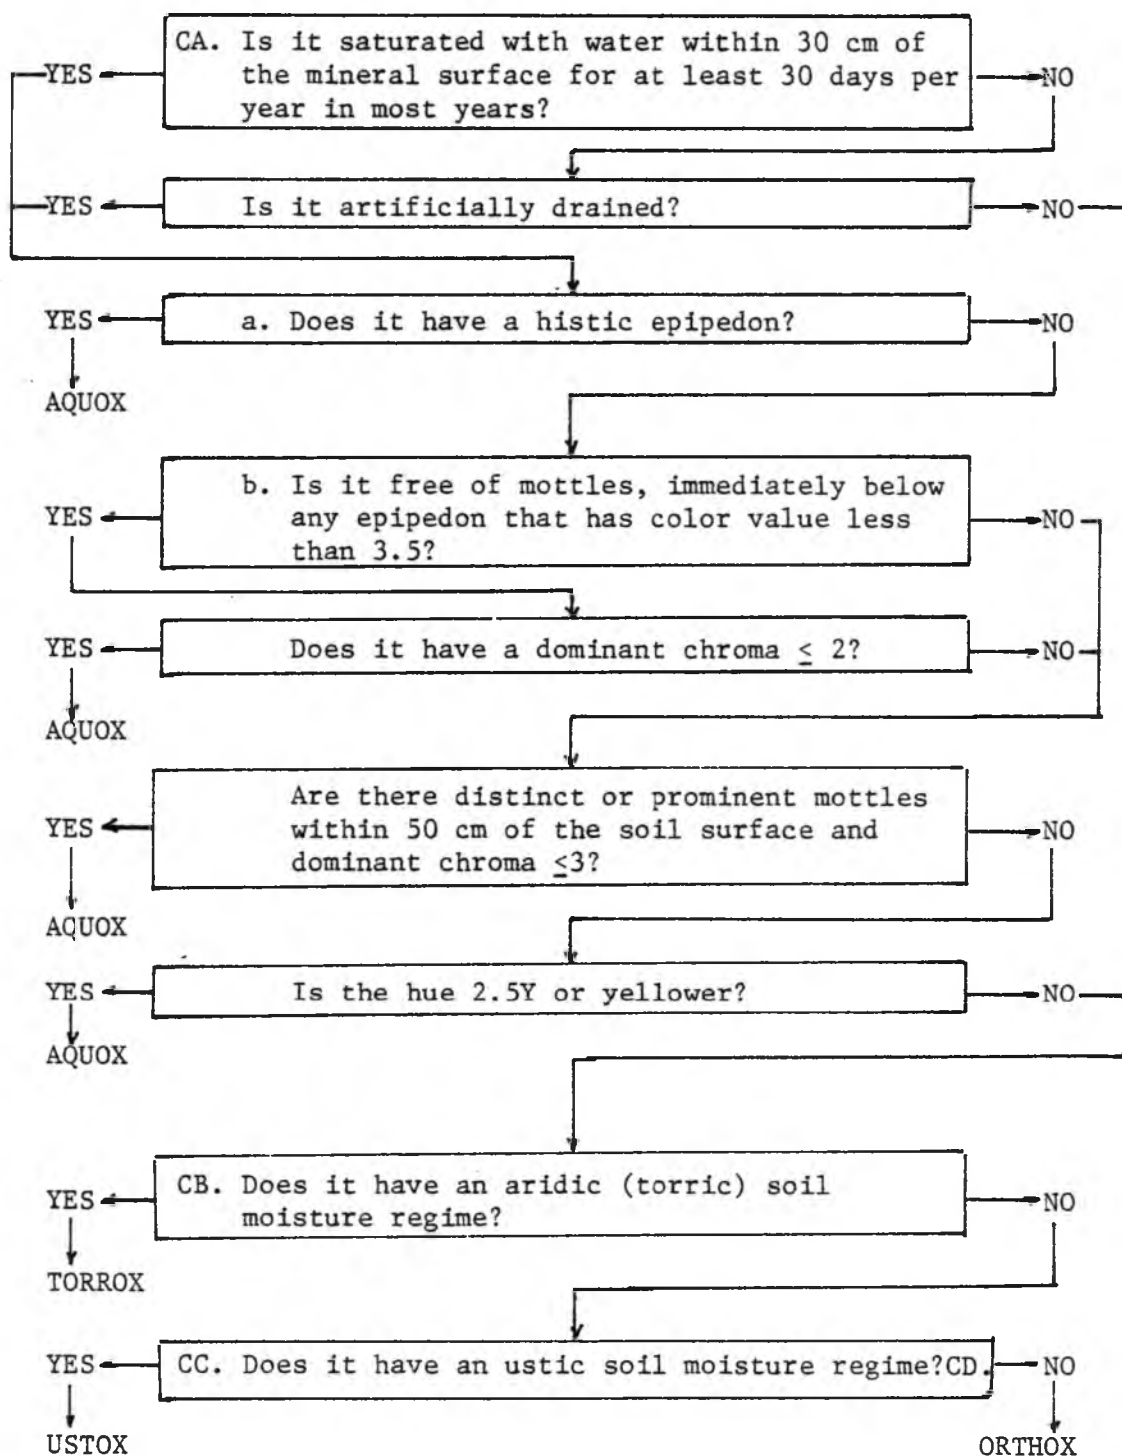 CA. Is it saturated with water within 30 cm of
YES the mineral surface for at least 30 days per NO
year in most years?
YES Is it artificially drained? NO
YES a. Does it have a histic epipedon? NO
AQUOX
b. Is it free of mottles, immediately below
YES any epipedon that has color value less NO
than 3.5?
YES Does it have a dominant chroma ≤ 2? NO
AQUOX
Are there distinct or prominent mottles
YES within 50 cm of the soil surface and NO
dominant chroma ≤3?
AQUOX
YES Is the hue 2.5Y or yellower? NO
AQUOX
CB. Does it have an aridic (torric) soil
YES moisture regime? NO
TORROX
YES CC. Does it have an ustic soil moisture regime?CD. NO
USTOX ORTHOX